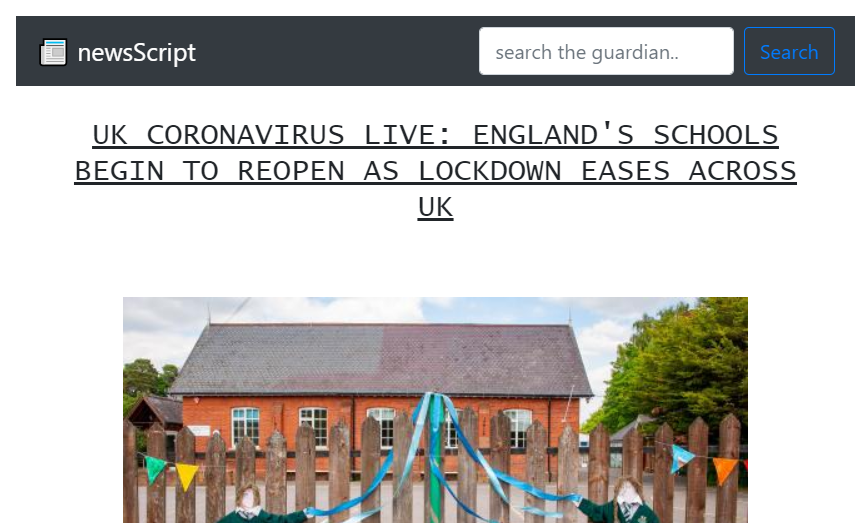 newsScript
search the guardian..
Search
UK CORONAVIRUS LIVE: ENGLAND'S SCHOOLS
BEGIN TO REOPEN AS LOCKDOWN EASES ACROSS
UK